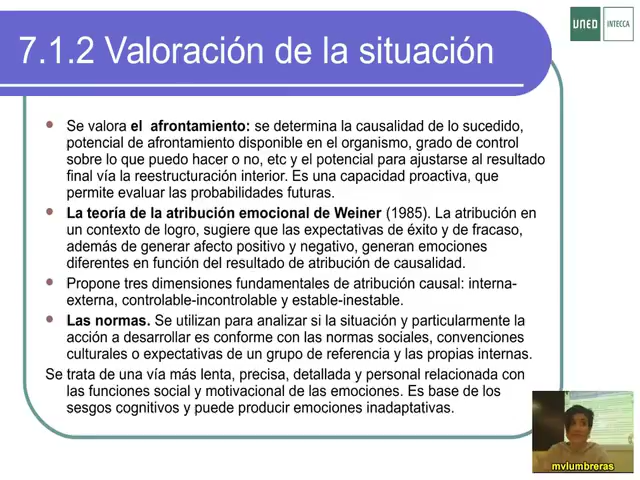 7.1.2 Valoración de la situación
UNED
INTECCA
Se valora el afrontamiento: se determina la causalidad de lo sucedido,
potencial de afrontamiento disponible en el organismo, grado de control
sobre lo que puedo hacer o no, etc y el potencial para ajustarse al resultado
final vía la reestructuración interior. Es una capacidad proactiva, que
permite evaluar las probabilidades futuras.
La teoría de la atribución emocional de Weiner (1985). La atribución en
un contexto de logro, sugiere que las expectativas de éxito y de fracaso,
además de generar afecto positivo y negativo, generan emociones
diferentes en función del resultado de atribución de causalidad.
Propone tres dimensiones fundamentales de atribución causal: interna-
externa, controlable-incontrolable y estable-inestable.
Las normas. Se utilizan para analizar si la situación y particularmente la
acción a desarrollar es conforme con las normas sociales, convenciones
culturales o expectativas de un grupo de referencia y las propias internas.
Se trata de una vía más lenta, precisa, detallada y personal relacionada con
las funciones social y motivacional de las emociones. Es base de los
sesgos cognitivos y puede producir emociones inadaptativas.
mvlumbreras